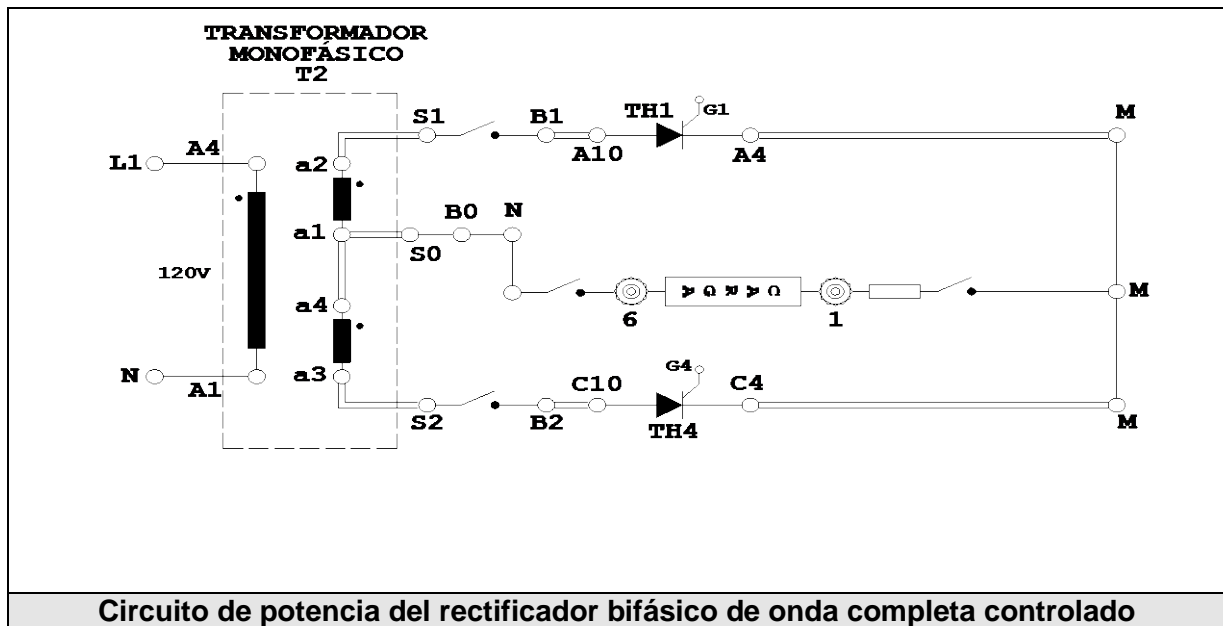 TRANSFORMADOR
MONOFÁSICO
T2
S1
B1
TH1
G1
M
A10
A4
L1
A4
a2
a1
B0
N
S0
120V
CARGA
M
a4
6
1
N
A1
a3
G4
C10
C4
S2
B2
TH4
M
Circuito de potencia del rectificador bifásico de onda completa controlado